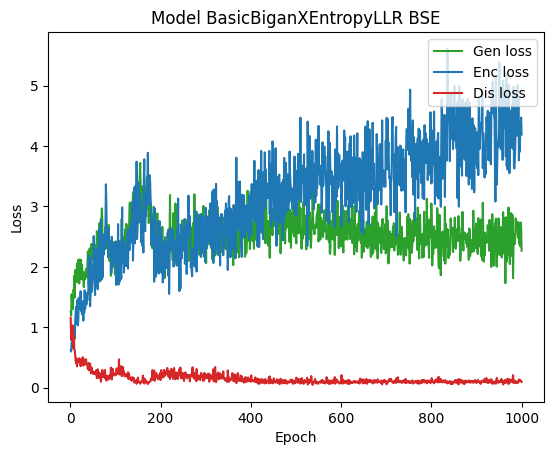 Model BasicBiganXEntropyLLR BSE
Gen loss
Enc loss
Dis loss
5
4
3
2
1
0
Loss
0 200 400 600 800 1000
Epoch